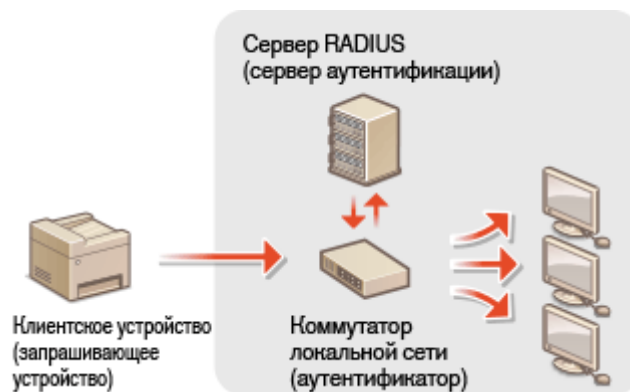 Сервер RADIUS
(сервер аутентификации)
Клиентское устройство
(запрашивающее
устройство)
Коммутатор
локальной сети
(аутентификатор)